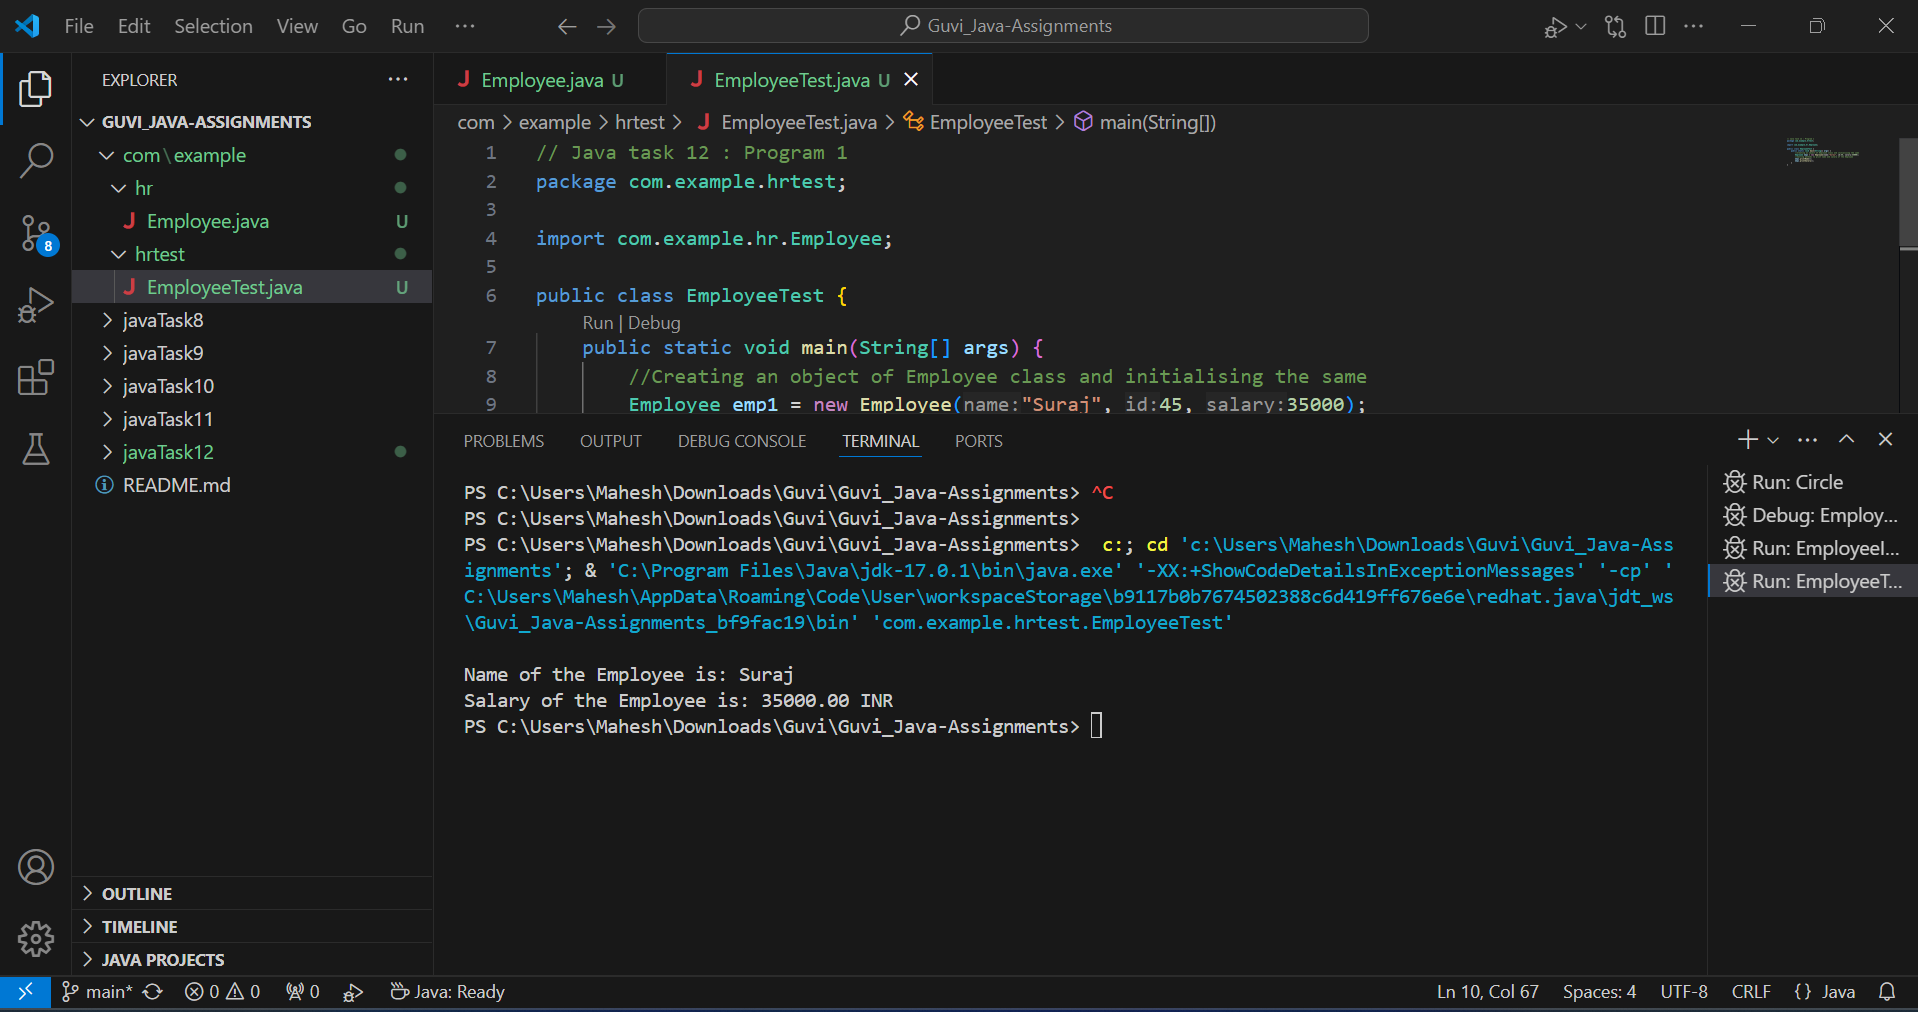 File Edit Selection View Go Run ··· Guvi_Java-Assignments
EXPLORER ···
GUVI_JAVA-ASSIGNMENTS
com\example
hr
Employee.java U
hrtest
EmployeeTest.java U
javaTask8
javaTask9
javaTask10
javaTask11
javaTask12
README.md
8
OUTLINE
TIMELINE
JAVA PROJECTS
Employee.java U EmployeeTest.java U
com > example > hrtest > EmployeeTest.java > EmployeeTest > main(String[])
1 // Java task 12 : Program 1
2 package com.example.hrtest;
3
4 import com.example.hr.Employee;
5
6 public class EmployeeTest {
Run | Debug
7 public static void main(String[] args) {
8 //Creating an object of Employee class and initialising the same
9 Employee emp1 = new Employee(name:"Suraj", id:45, salary:35000);
PROBLEMS OUTPUT DEBUG CONSOLE TERMINAL PORTS
PS C:\Users\Mahesh\Downloads\Guvi\Guvi_Java-Assignments> ^C
PS C:\Users\Mahesh\Downloads\Guvi\Guvi_Java-Assignments>
PS C:\Users\Mahesh\Downloads\Guvi\Guvi_Java-Assignments>  c:; cd 'c:\Users\Mahesh\Downloads\Guvi\Guvi_Java-Ass
ignments'; & 'C:\Program Files\Java\jdk-17.0.1\bin\java.exe' '-XX:+ShowCodeDetailsInExceptionMessages' '-cp' '
C:\Users\Mahesh\AppData\Roaming\Code\User\workspaceStorage\b9117b0b7674502388c6d419ff676e6e\redhat.java\jdt_ws
\Guvi_Java-Assignments_bf9fac19\bin' 'com.example.hrtest.EmployeeTest'
Name of the Employee is: Suraj
Salary of the Employee is: 35000.00 INR
PS C:\Users\Mahesh\Downloads\Guvi\Guvi_Java-Assignments>
Run: Circle
Debug: Employ...
Run: EmployeeI...
Run: EmployeeT...
main* 0 0 0 Java: Ready Ln 10, Col 67 Spaces: 4 UTF-8 CRLF {} Java